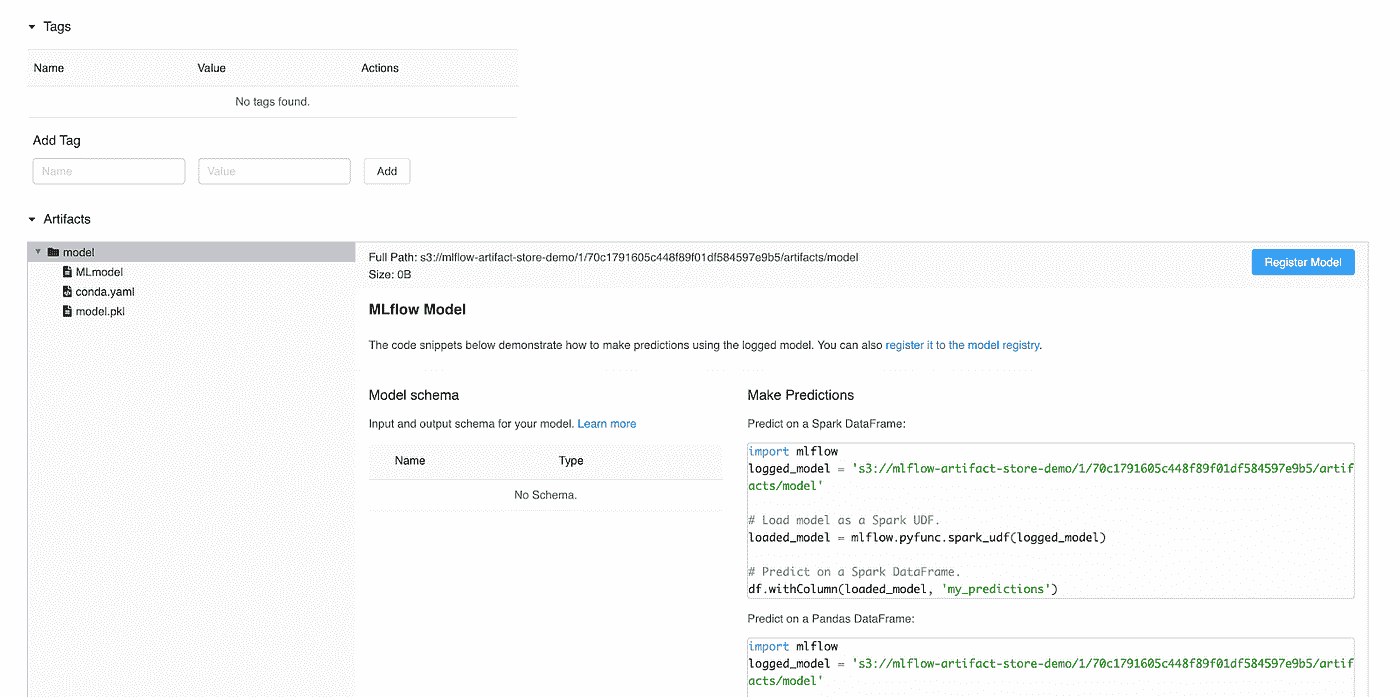 Tags
Name Value Actions
No tags found.
Add Tag
Name Value Add
Artifacts
model
MLmodel
conda.yaml
model.pkl
Full Path: s3://mlflow-artifact-store-demo/1/70c1791605c448f89f01df584597e9b5/artifacts/model
Size: 0B
Register Model
MLflow Model
The code snippets below demonstrate how to make predictions using the logged model. You can also register it to the model registry.
Model schema
Input and output schema for your model. Learn more
Name Type
No Schema.
Make Predictions
Predict on a Spark DataFrame:
import mlflow
logged_model = 's3://mlflow-artifact-store-demo/1/70c1791605c448f89f01df584597e9b5/artif
acts/model'
# Load model as a Spark UDF.
loaded_model = mlflow.pyfunc.spark_udf(logged_model)
# Predict on a Spark DataFrame.
df.withColumn(loaded_model, 'my_predictions')
Predict on a Pandas DataFrame:
import mlflow
logged_model = 's3://mlflow-artifact-store-demo/1/70c1791605c448f89f01df584597e9b5/artif
acts/model'